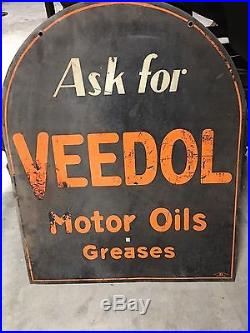 Ask for
VEEDOL
Motor Oils
Greases